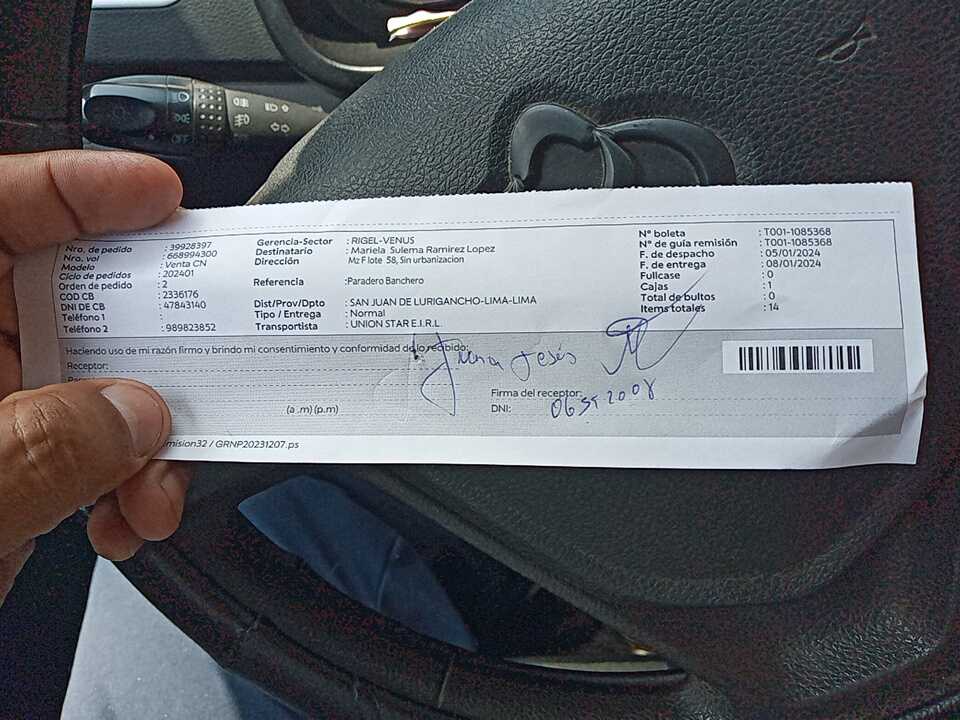 Nro. de pedido : 39928397
Nro. vol : 668994300
Modelo : Venta CN
Ciclo de pedidos : 202401
Orden de pedido : 2
COD CB : 2336176
DNI DE CB : 47843140
Teléfono 1 :
Teléfono 2 : 989823852
Gerencia-Sector : RIGEL-VENUS
Destinatario : Mariela Sulema Ramirez Lopez
Dirección Mz F lote 58, Sin urbanizacion
Referencia : Paradero Banchero
Dist/Prov/Dpto : SAN JUAN DE LURIGANCHO-LIMA-LIMA
Tipo / Entrega : Normal
Transportista : UNION STAR E.I.R.L.
N° boleta : T001-1085368
N° de guía remisión : T001-1085368
F. de despacho : 05/01/2024
F. de entrega : 08/01/2024
Fullcase : 0
Cajas : 1
Total de bultos : 0
Items totales : 14
Haciendo uso de mi razón firmo y brindo mi consentimiento y conformidad de lo recibido:
Receptor:
Jesús
(a .m) (p.m)
Firma del receptor:
DNI:
mision32 / GRNP20231207.ps
OFF